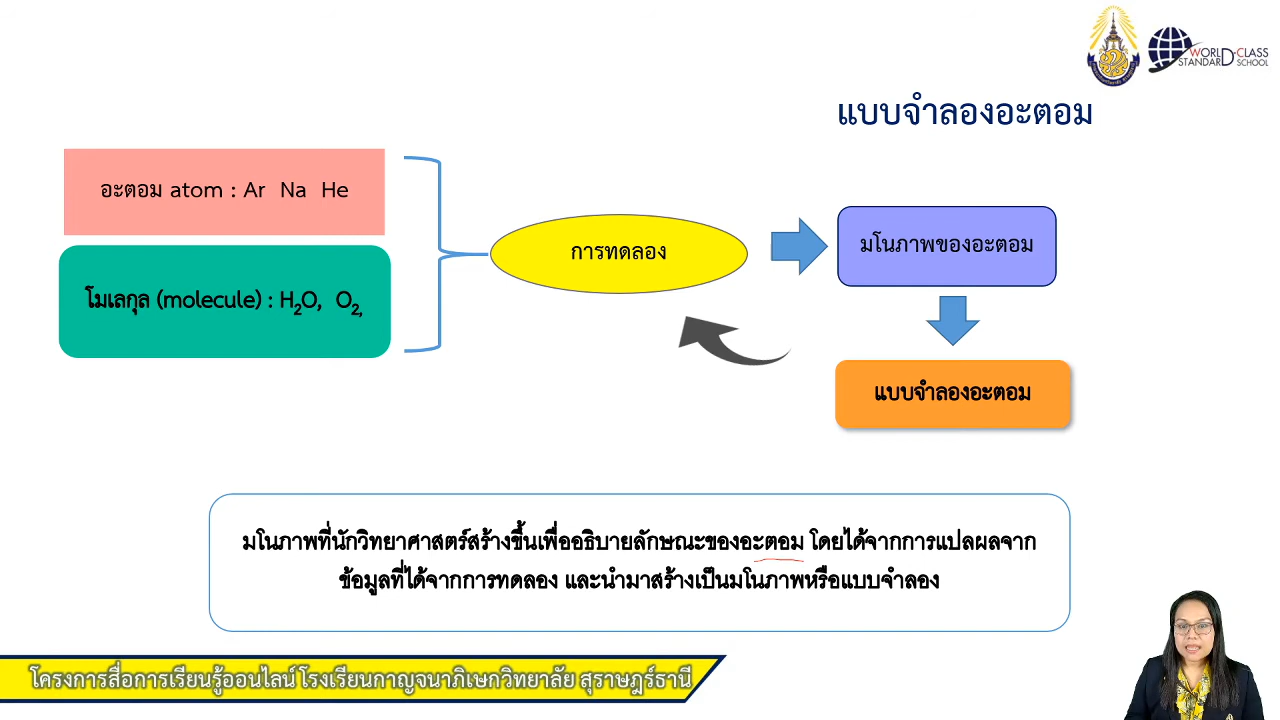 WORLD-CLASS
STANDARD SCHOOL
แบบจำลองอะตอม
อะตอม atom : Ar Na He
โมเลกุล (molecule) : H₂O, O₂,
การทดลอง
มโนภาพของอะตอม
แบบจำลองอะตอม
มโนภาพที่นักวิทยาศาสตร์สร้างขึ้นเพื่ออธิบายลักษณะของอะตอม โดยได้จากการแปลผลจาก
ข้อมูลที่ได้จากการทดลอง และนำมาสร้างเป็นมโนภาพหรือแบบจำลอง
โครงการสื่อการเรียนรู้ออนไลน์ โรงเรียนกาญจนาภิเษกวิทยาลัย สุราษฎร์ธานี